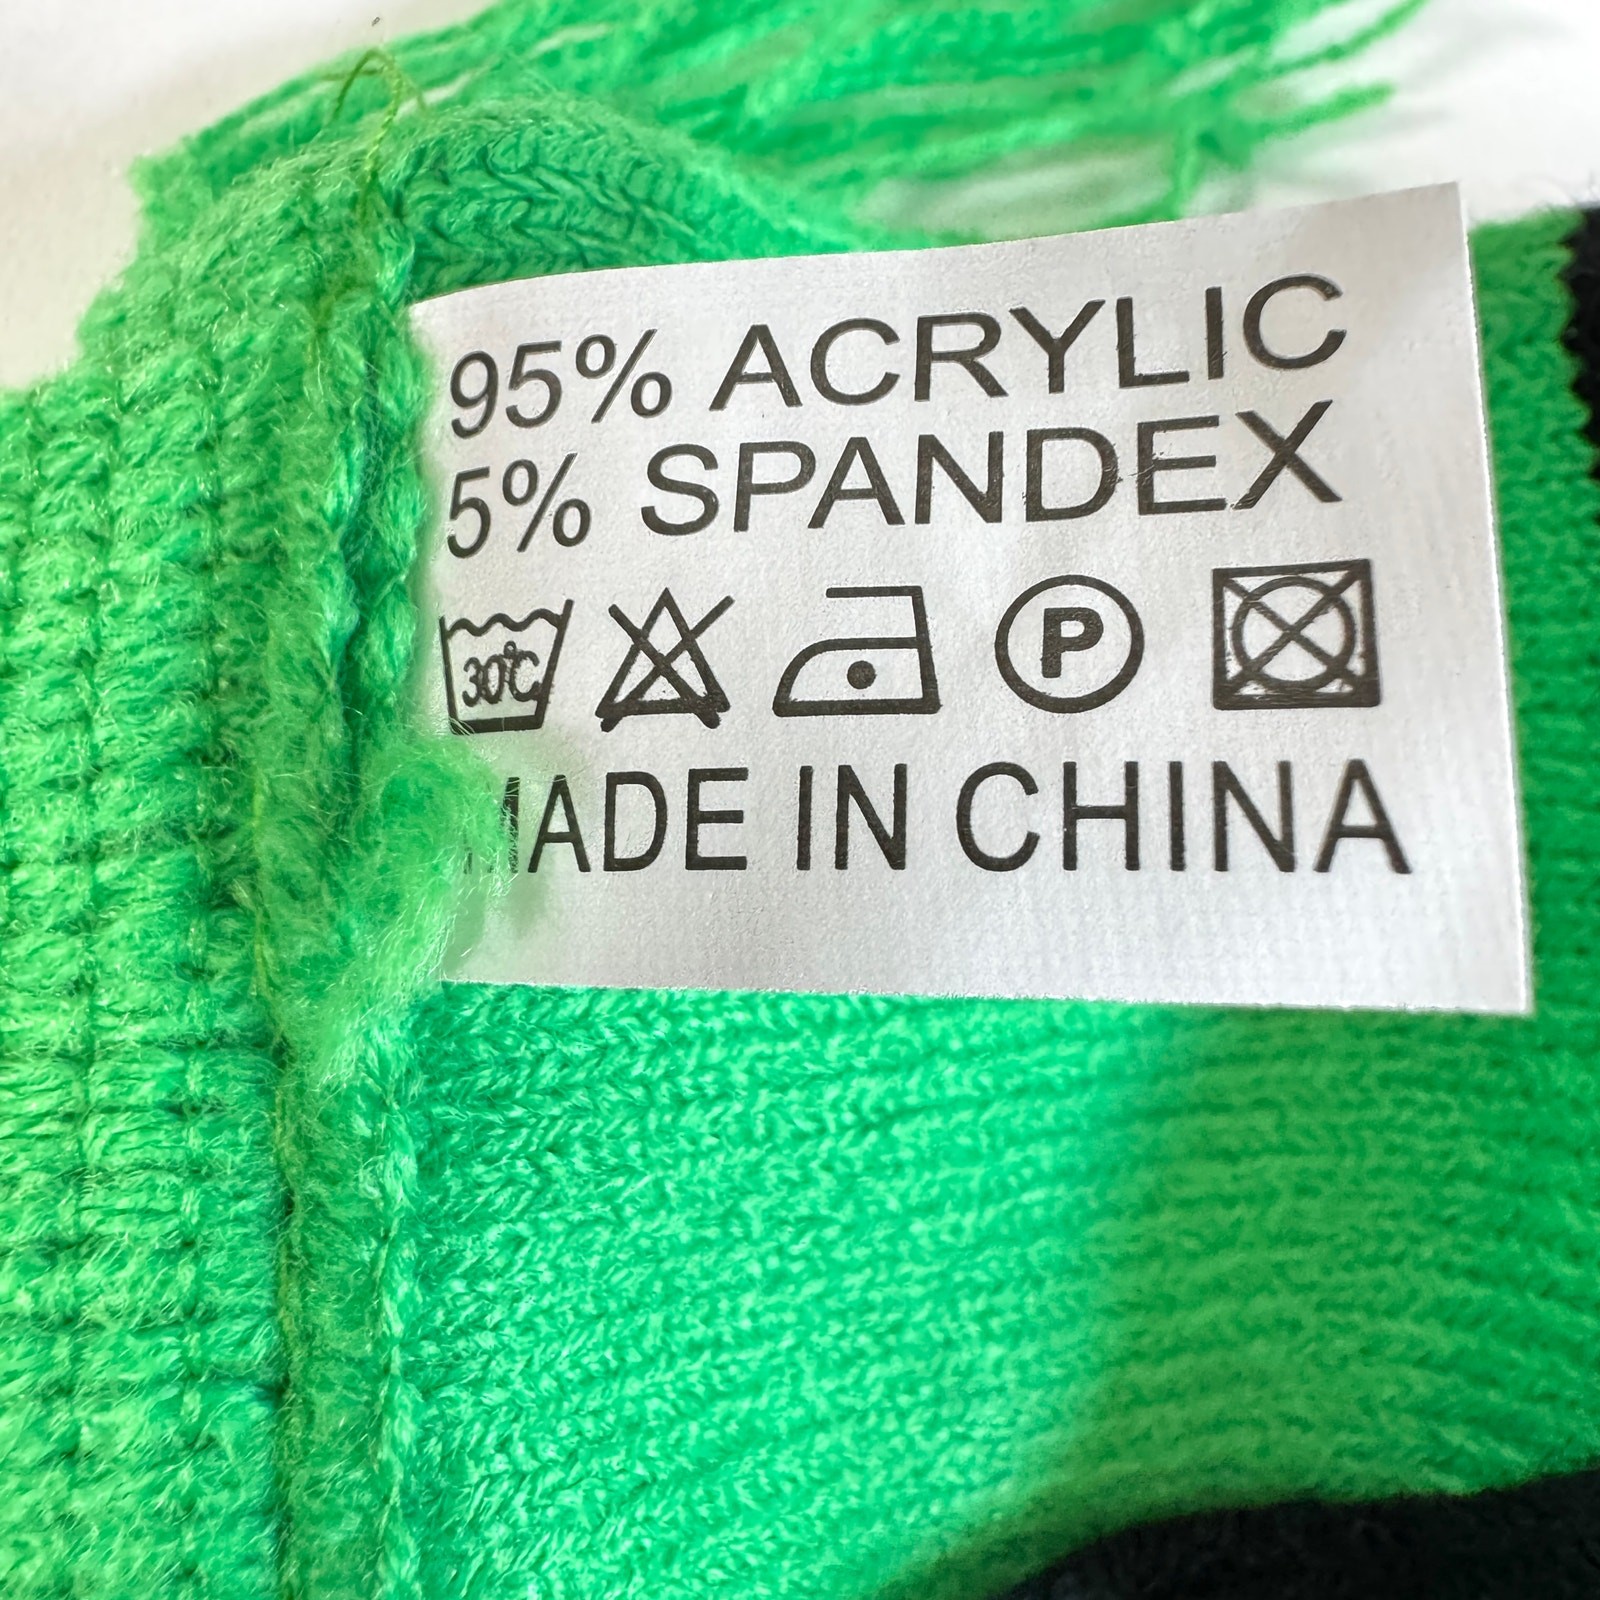 95% ACRYLIC
5% SPANDEX
30℃ P
MADE IN CHINA